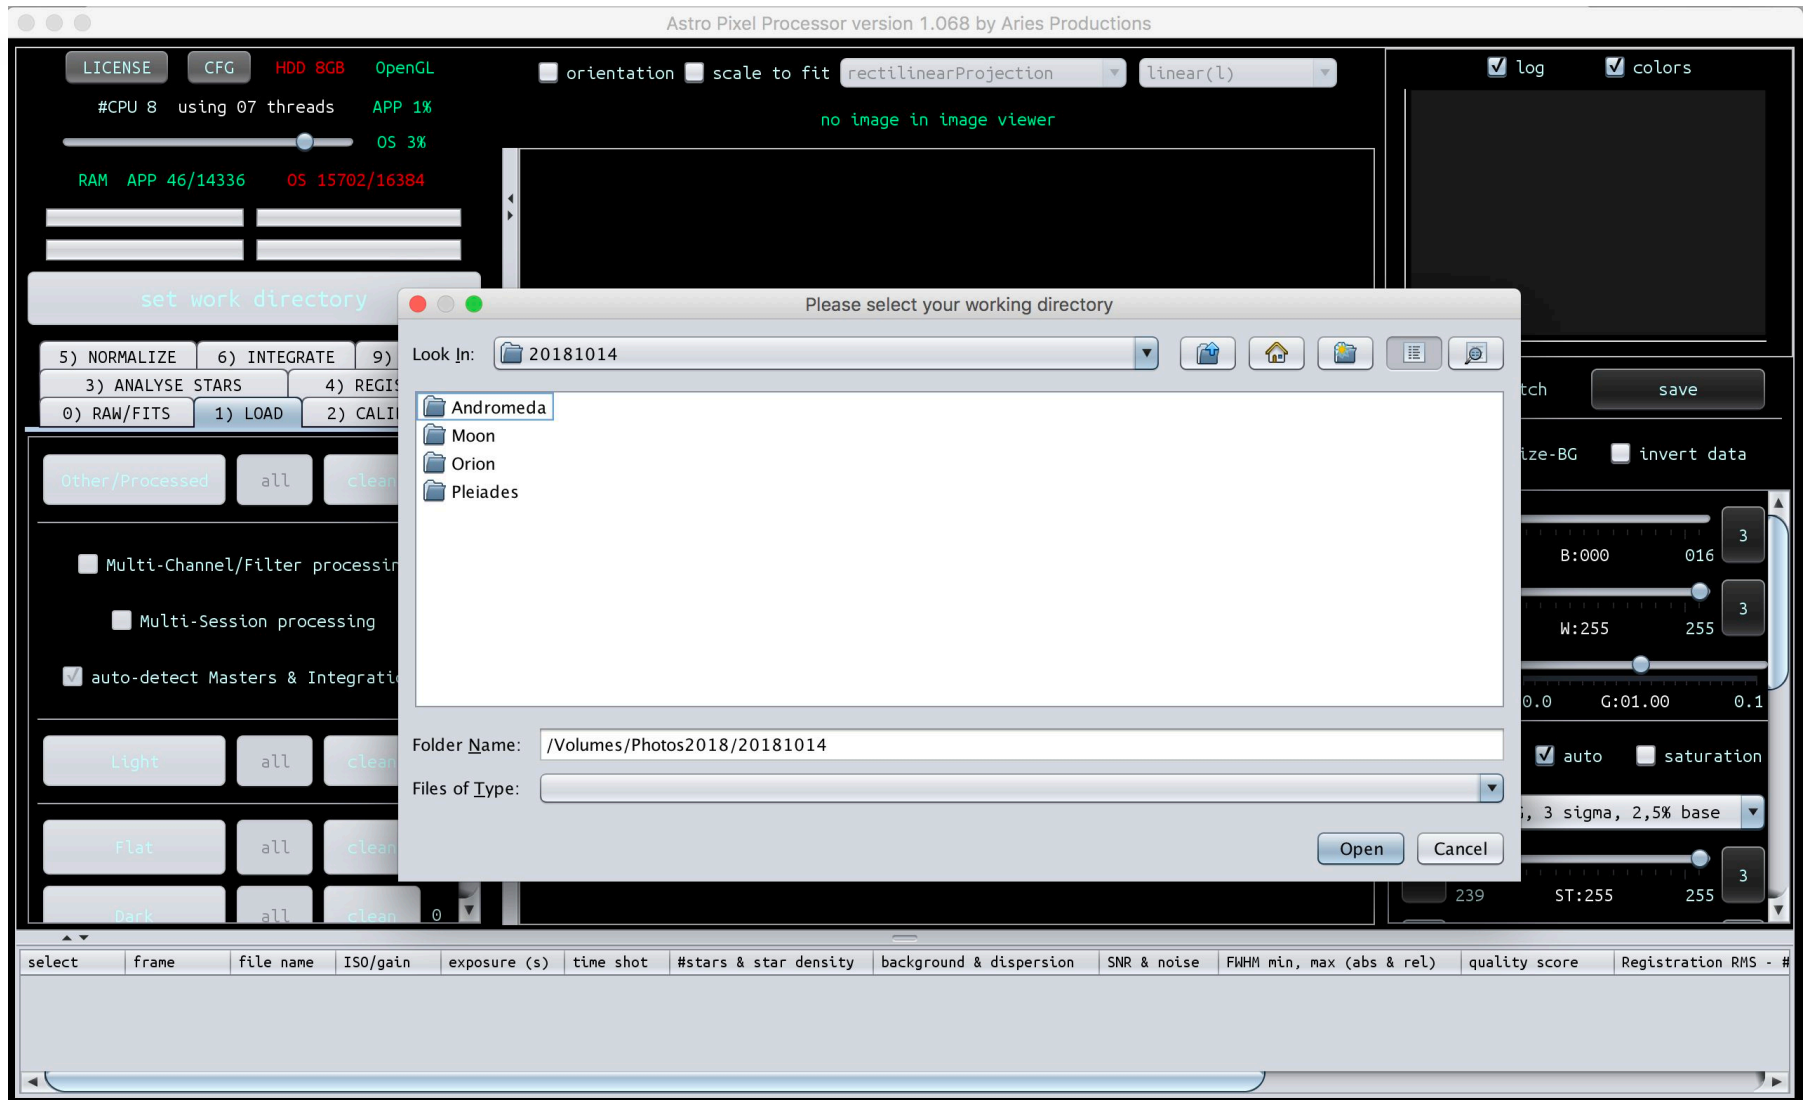 Astro Pixel Processor version 1.068 by Aries Productions
LICENSE CFG HDD 8GB OpenGL
#CPU 8 using 07 threads APP 1%
OS 3%
RAM APP 46/14336 OS 15702/16384
orientation scale to fit rectilinearProjection linear(l)
no image in image viewer
log colors
set work directory
5) NORMALIZE 6) INTEGRATE 9)
3) ANALYSE STARS 4) REGIS
0) RAW/FITS 1) LOAD 2) CALI
Other/Processed all clean
Multi-Channel/Filter processin
Multi-Session processing
auto-detect Masters & Integratio
Light all clean
Flat all clean
Dark all clean 0
Please select your working directory
Look In: 20181014
Andromeda
Moon
Orion
Pleiades
Folder Name: /Volumes/Photos2018/20181014
Files of Type:
Open Cancel
tch save
ize-BG invert data
3
B:000 016
3
W:255 255
0.0 G:01.00 0.1
auto saturation
, 3 sigma, 2,5% base
3
239 ST:255 255
select frame file name ISO/gain exposure (s) time shot #stars & star density background & dispersion SNR & noise FWHM min, max (abs & rel) quality score Registration RMS - #